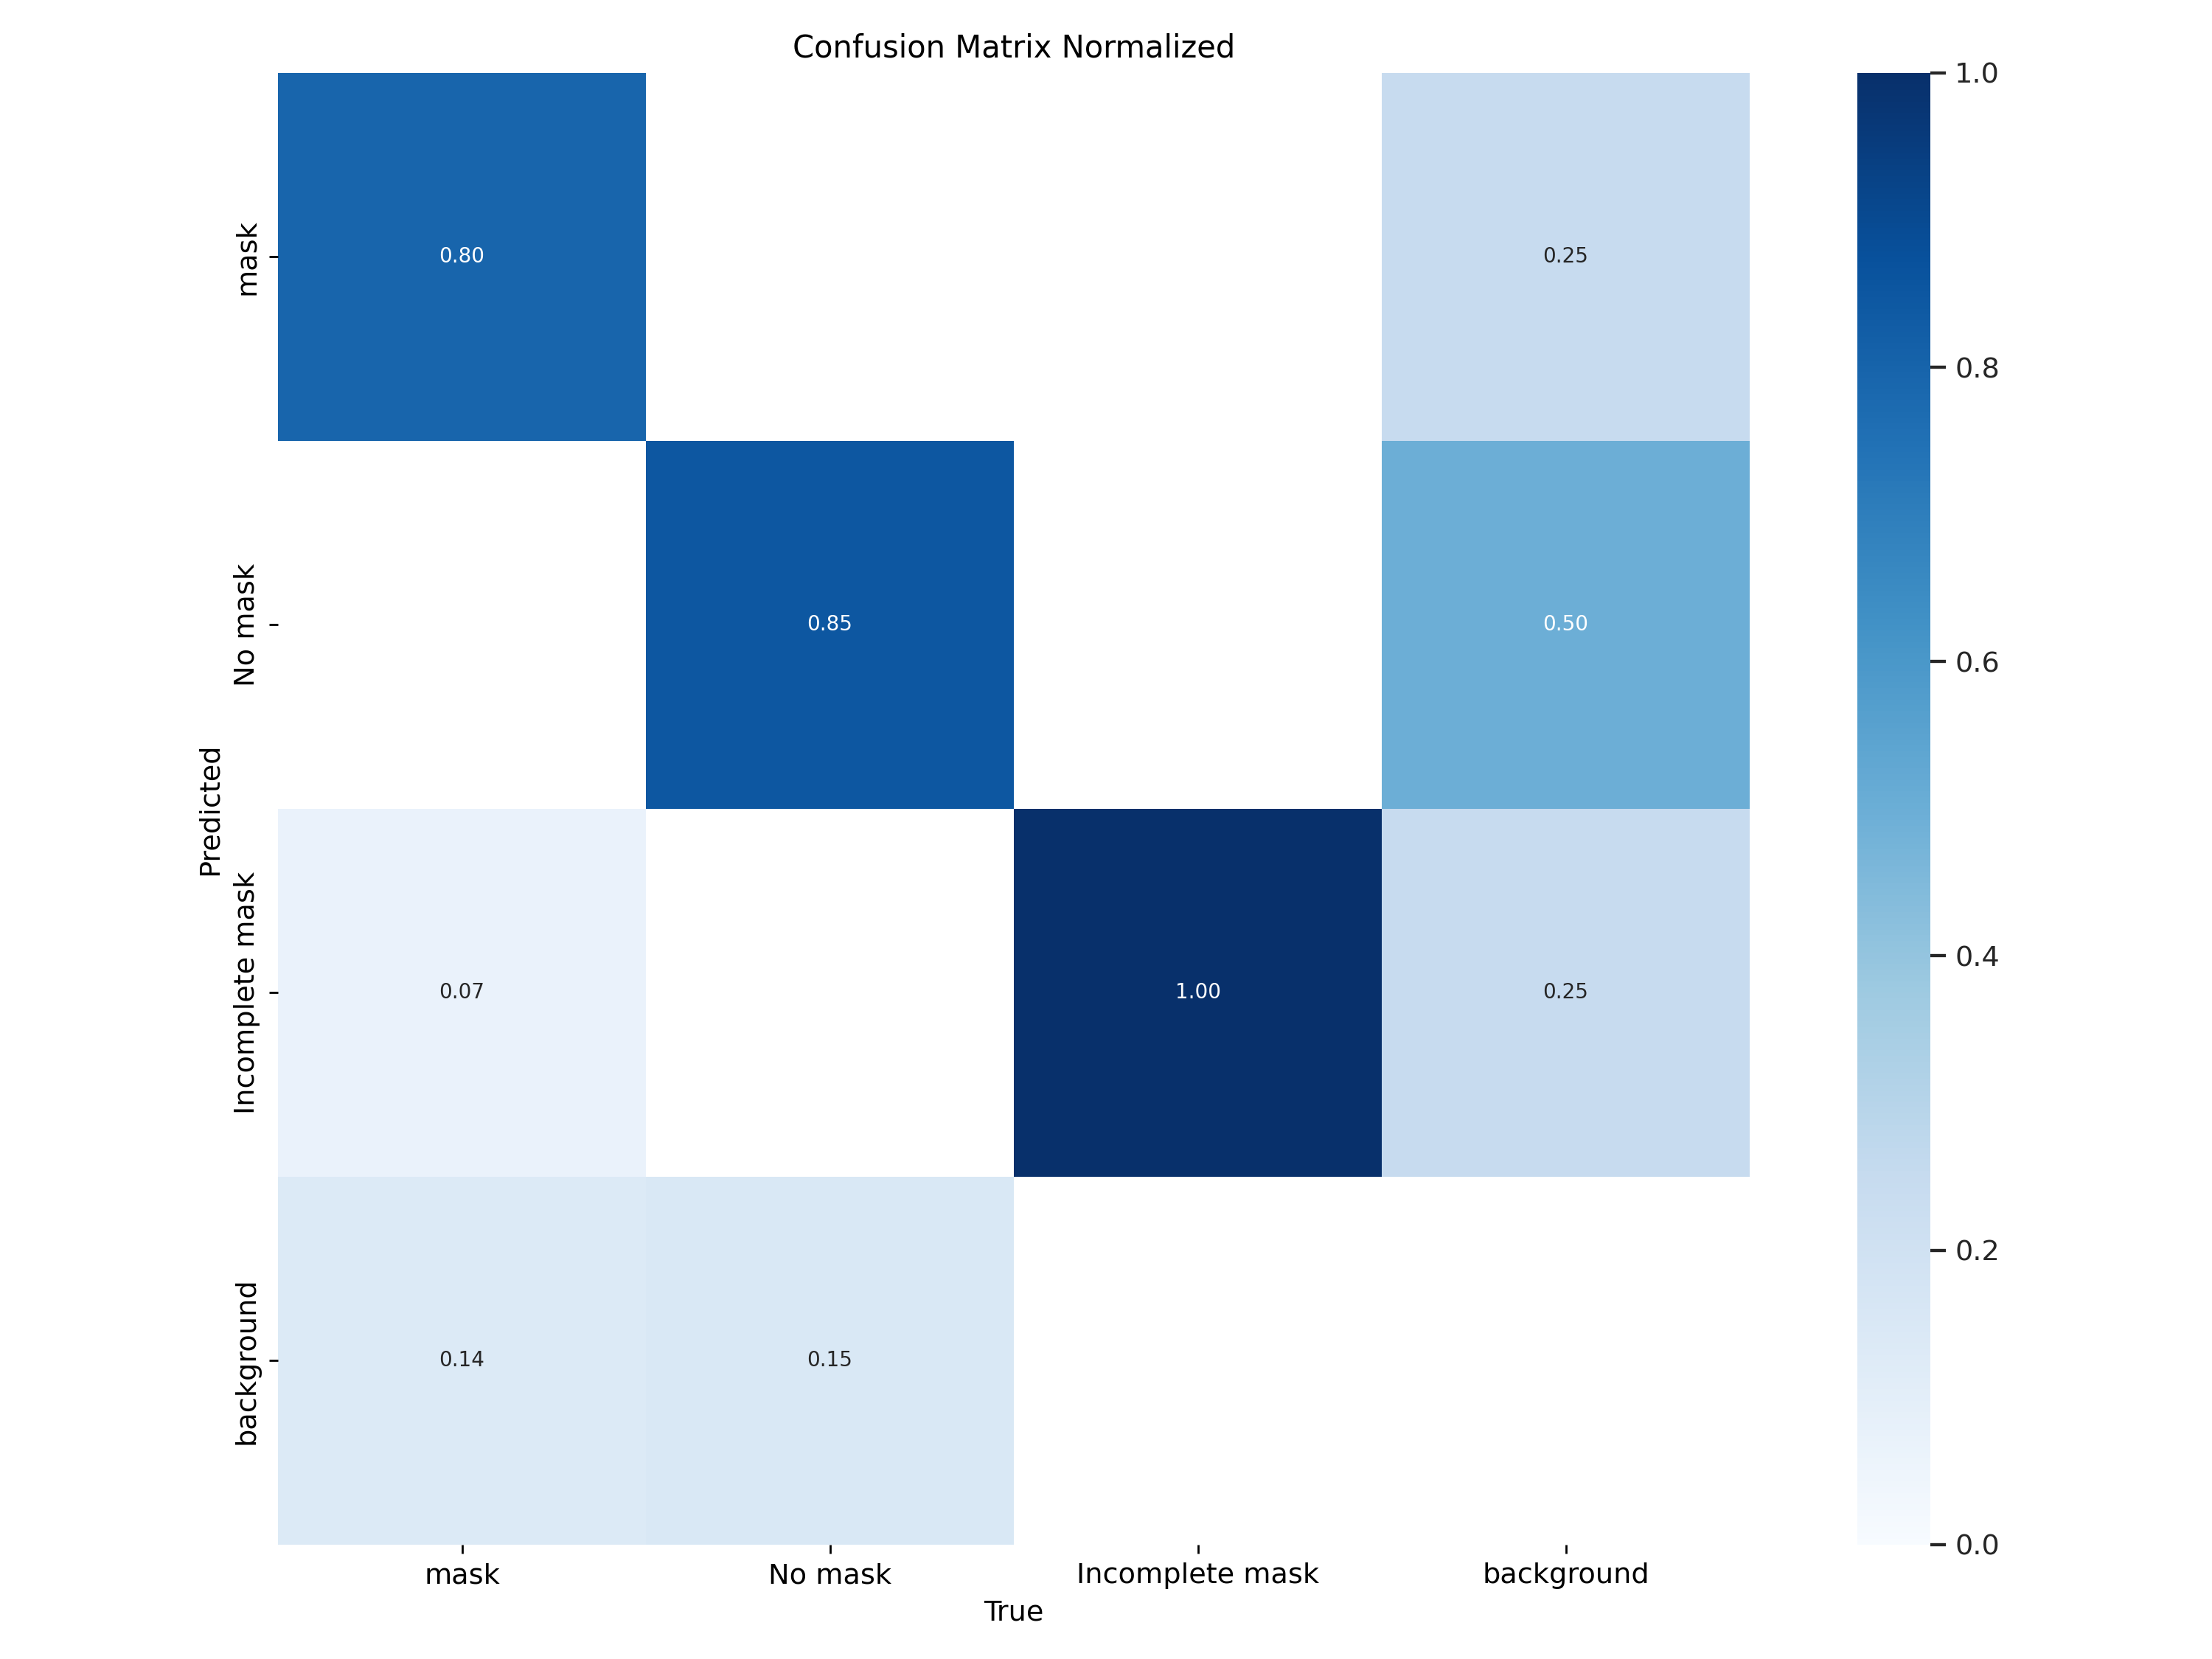 Confusion Matrix Normalized
mask
No mask
Incomplete mask
background
Predicted
0.80
0.25
0.85
0.50
0.07
1.00
0.25
0.14
0.15
mask
No mask
Incomplete mask
background
True
1.0
0.8
0.6
0.4
0.2
0.0